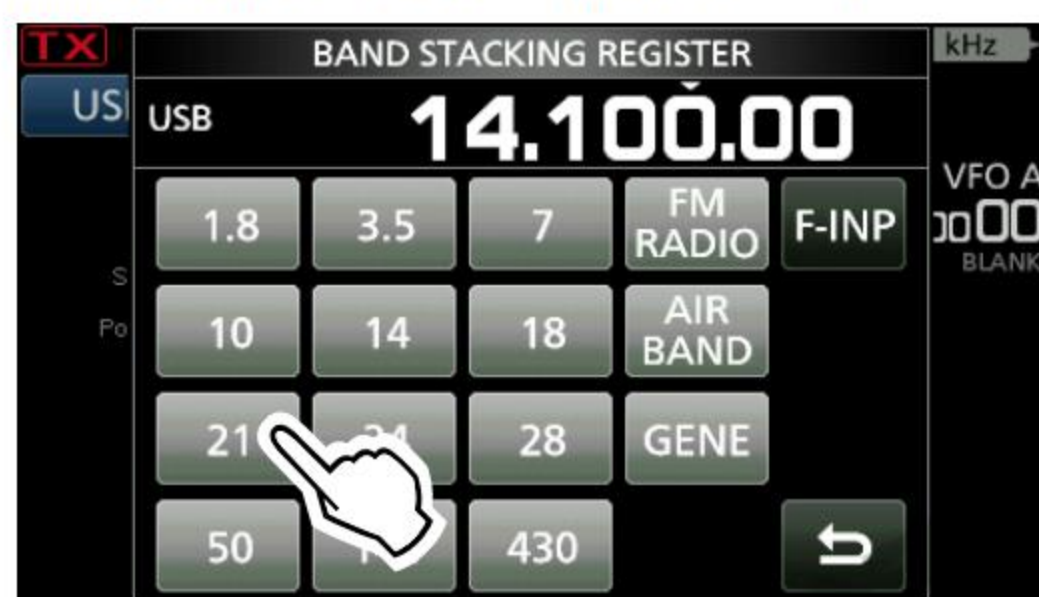 TX
BAND STACKING REGISTER
kHz
USB
14.100.00
VFO A
00
BLANK
1.8
3.5
7
FM
RADIO
F-INP
10
14
18
AIR
BAND
21
28
GENE
50
430